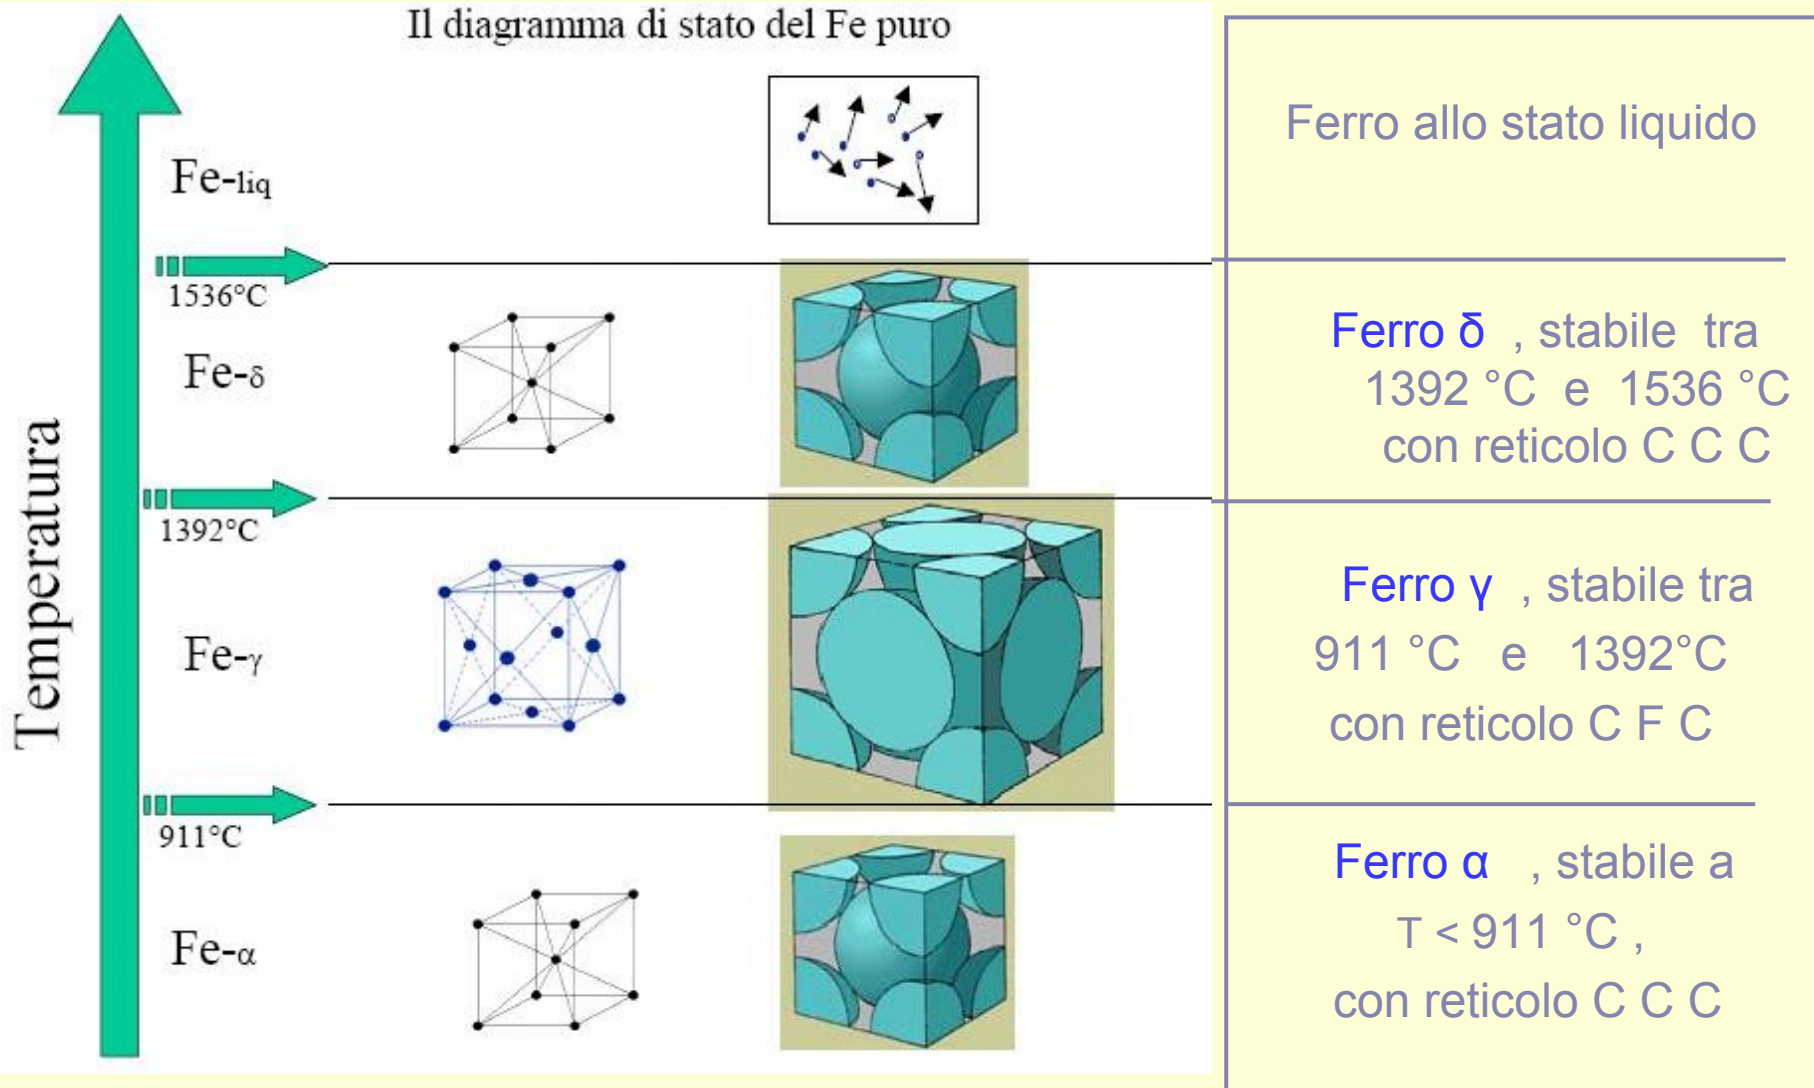 Il diagramma di stato del Fe puro
Temperatura
Fe-liq
1536°C
Fe-δ
1392°C
Fe-γ
911°C
Fe-α
Ferro allo stato liquido
Ferro δ , stabile tra
1392 °C e 1536 °C
con reticolo C C C
Ferro γ , stabile tra
911 °C e 1392°C
con reticolo C F C
Ferro α , stabile a
T < 911 °C ,
con reticolo C C C